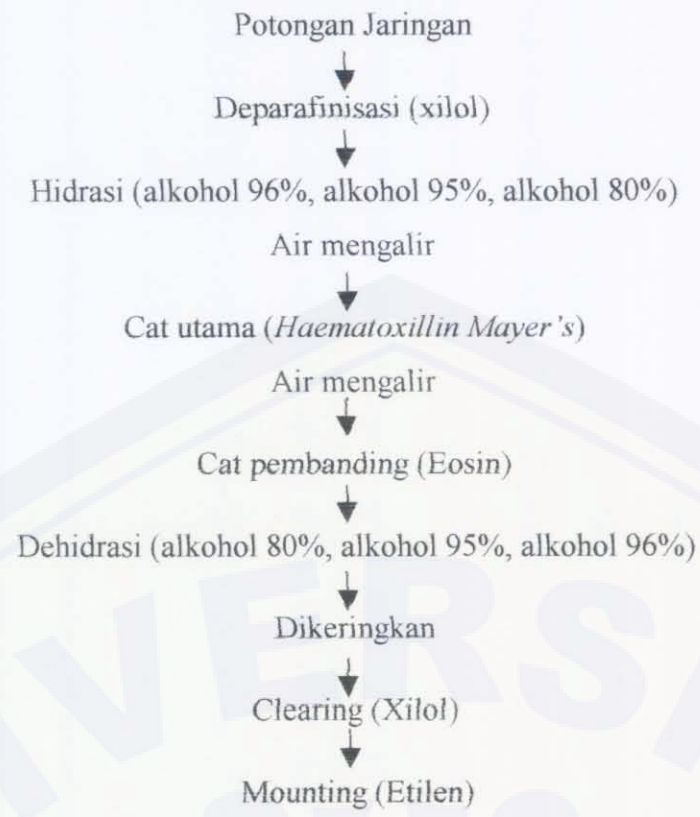 Potongan Jaringan
Deparafinisasi (xilol)
Hidrasi (alkohol 96%, alkohol 95%, alkohol 80%)
Air mengalir
Cat utama (Haematoxillin Mayer's)
Air mengalir
Cat pembanding (Eosin)
Dehidrasi (alkohol 80%, alkohol 95%, alkohol 96%)
Dikeringkan
Clearing (Xilol)
Mounting (Etilen)